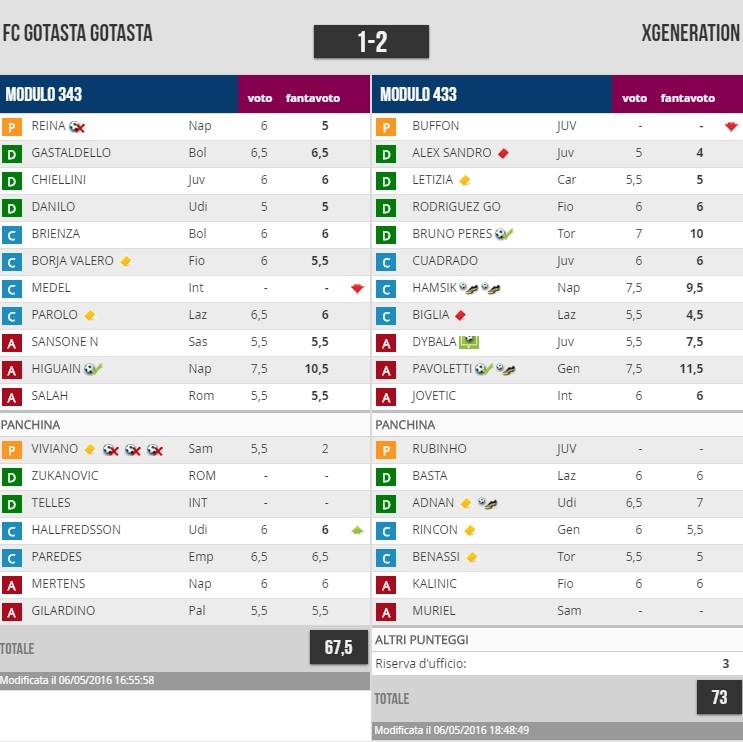 FC GOTASTA GOTASTA 1-2 XGENERATION
MODULO 343 voto fantavoto
P REINA Nap 6 5
D GASTALDELLO Bol 6,5 6,5
D CHIELLINI Juv 6 6
D DANILO Udi 5 5
C BRIENZA Bol 6 6
C BORJA VALERO Fio 6 5,5
C MEDEL Int - -
C PAROLO Laz 6,5 6
A SANSONE N Sas 5,5 5,5
A HIGUAIN Nap 7,5 10,5
A SALAH Rom 5,5 5,5
PANCHINA
P VIVIANO Sam 5,5 2
D ZUKANOVIC ROM - -
D TELLES INT - -
C HALLFREDSSON Udi 6 6
C PAREDES Emp 6,5 6,5
A MERTENS Nap 6 6
A GILARDINO Pal 5,5 5,5
TOTALE 67,5
Modificata il 06/05/2016 16:55:58
MODULO 433 voto fantavoto
P BUFFON JUV - -
D ALEX SANDRO Juv 5 4
D LETIZIA Car 5,5 5
D RODRIGUEZ GO Fio 6 6
D BRUNO PERES Tor 7 10
C CUADRADO Juv 6 6
C HAMSIK Nap 7,5 9,5
C BIGLIA Laz 5,5 4,5
A DYBALA Juv 5,5 7,5
A PAVOLETTI Gen 7,5 11,5
A JOVETIC Int 6 6
PANCHINA
P RUBINHO JUV - -
D BASTA Laz 6 6
D ADNAN Udi 6,5 7
C RINCON Gen 6 5,5
C BENASSI Tor 5,5 5
A KALINIC Fio 6 6
A MURIEL Sam - -
ALTRI PUNTEGGI
Riserva d'ufficio: 3
TOTALE 73
Modificata il 06/05/2016 18:48:49